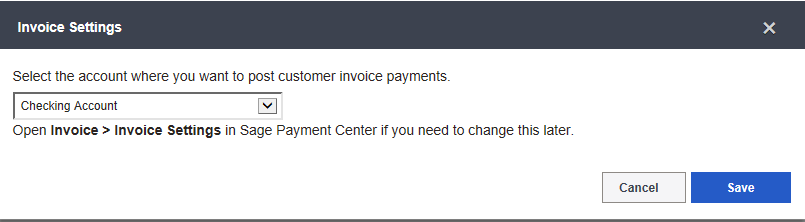 Invoice Settings
Select the account where you want to post customer invoice payments.
Checking Account
Open Invoice > Invoice Settings in Sage Payment Center if you need to change this later.
Cancel
Save